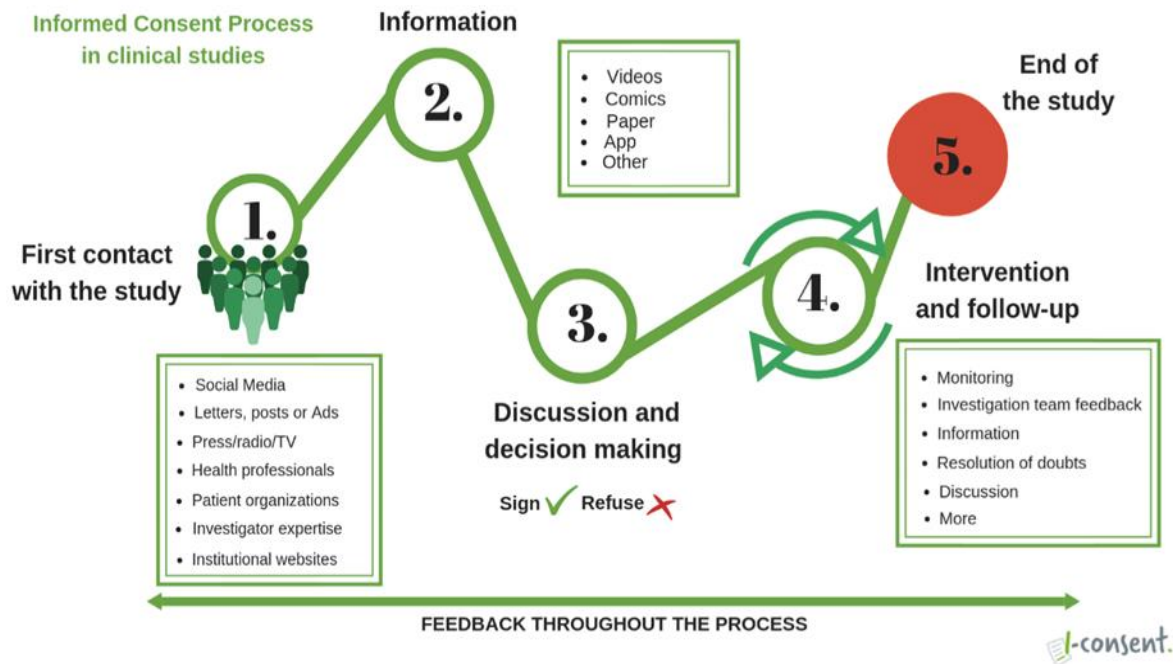 Informed Consent Process
in clinical studies
1.
First contact
with the study
• Social Media
• Letters, posts or Ads
• Press/radio/TV
• Health professionals
• Patient organizations
• Investigator expertise
• Institutional websites
Information
2.
• Videos
• Comics
• Paper
• App
• Other
3.
Discussion and
decision making
Sign ✓ Refuse ✗
4.
Intervention
and follow-up
• Monitoring
• Investigation team feedback
• Information
• Resolution of doubts
• Discussion
• More
End of
the study
5.
FEEDBACK THROUGHOUT THE PROCESS
i-consent.